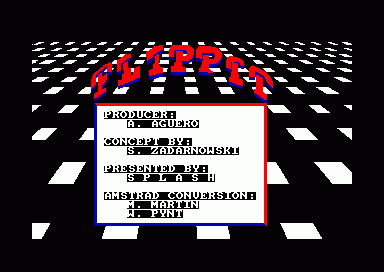 FLIPPIT
PRODUCER:
A. AGUERO
CONCEPT BY:
S. ZADARNOWSKI
PRESENTED BY:
S P L A S H
AMSTRAD CONVERSION:
M. MARTIN
W. PYNT